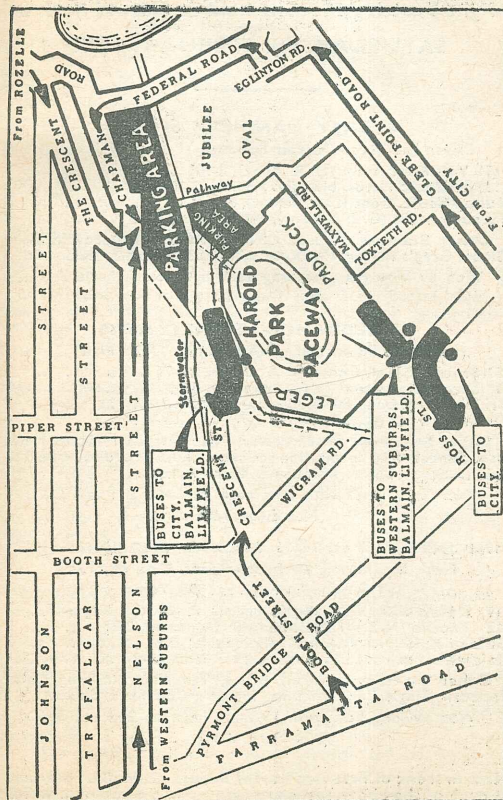 From ROZELLE
ROAD
THE CRESCENT
CHAPMAN
FEDERAL ROAD
EGLINTON RD.
GLEBE POINT ROAD
From CITY
JUBILEE
OVAL
PARKING AREA
Pathway
PARKING
AREA
MAXWELL RD.
TOXTETH RD.
PADDOCK
HAROLD
PARK
PACEWAY
LEGER
Stormwater
STREET
STREET
STREET
PIPER STREET
BUSES TO
CITY,
BALMAIN,
LILYFIELD.
CRESCENT ST.
WIGRAM RD.
BUSES TO
WESTERN SUBURBS,
BALMAIN, LILYFIELD.
ROSS ST.
BUSES TO
CITY.
BOOTH STREET
JOHNSON
TRAFALGAR
NELSON
From WESTERN SUBURBS
BOOTH STREET
PYRMONT BRIDGE ROAD
PARRAMATTA ROAD